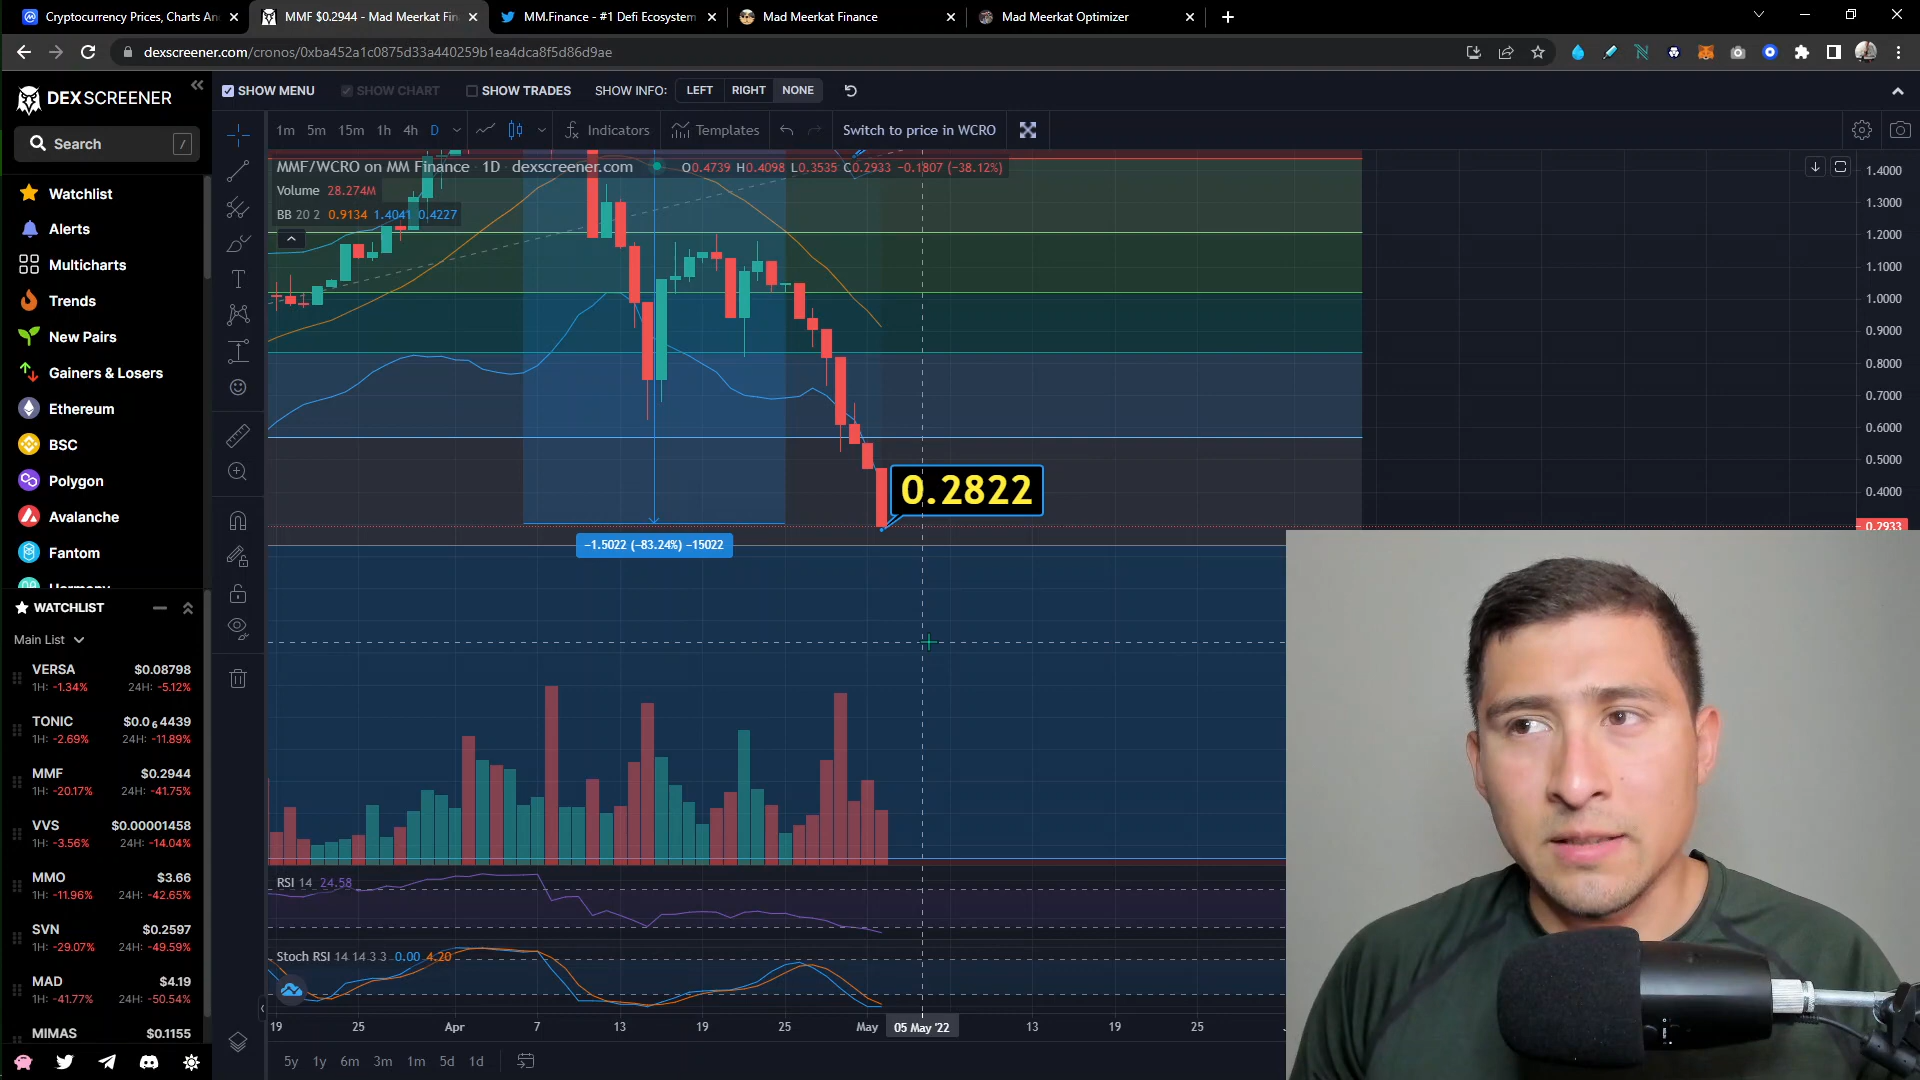 Cryptocurrency Prices, Charts An
MMF $0.2944 - Mad Meerkat Fin
MM.Finance - #1 Defi Ecosystem
Mad Meerkat Finance
Mad Meerkat Optimizer
dexscreener.com/cronos/0xba452a1c0875d33a440259b1ea4dca8f5d86d9ae
DEX SCREENER
SHOW MENU
SHOW CHART
SHOW TRADES
SHOW INFO:
LEFT
RIGHT
NONE
Search /
1m 5m 15m 1h 4h D
Indicators
Templates
Switch to price in WCRO
MMF/WCRO on MM Finance · 1D · dexscreener.com
O0.4739 H0.4098 L0.3535 C0.2933 −0.1807 (−38.12%)
Volume 28.274M
BB 20 2 0.9134 1.4041 0.4227
Watchlist
Alerts
Multicharts
Trends
New Pairs
Gainers & Losers
Ethereum
BSC
Polygon
Avalanche
Fantom
Harmony
WATCHLIST
Main List
VERSA $0.08798
1H: -1.34% 24H: -5.12%
TONIC $0.0₆4439
1H: -2.69% 24H: -11.89%
MMF $0.2944
1H: -20.17% 24H: -41.75%
VVS $0.00001458
1H: -3.56% 24H: -14.04%
MMO $3.66
1H: -11.96% 24H: -42.65%
SVN $0.2597
1H: -29.07% 24H: -49.59%
MAD $4.19
1H: -41.77% 24H: -50.54%
MIMAS $0.1155
1.4000
1.3000
1.2000
1.1000
1.0000
0.9000
0.8000
0.7000
0.6000
0.5000
0.4000
0.2933
0.2822
−1.5022 (−83.24%) −15022
RSI 14 24.58
Stoch RSI 14 14 3 3 0.00 4.20
19 25 Apr 7 13 19 25 May 05 May '22 13 19 25
5y 1y 6m 3m 1m 5d 1d